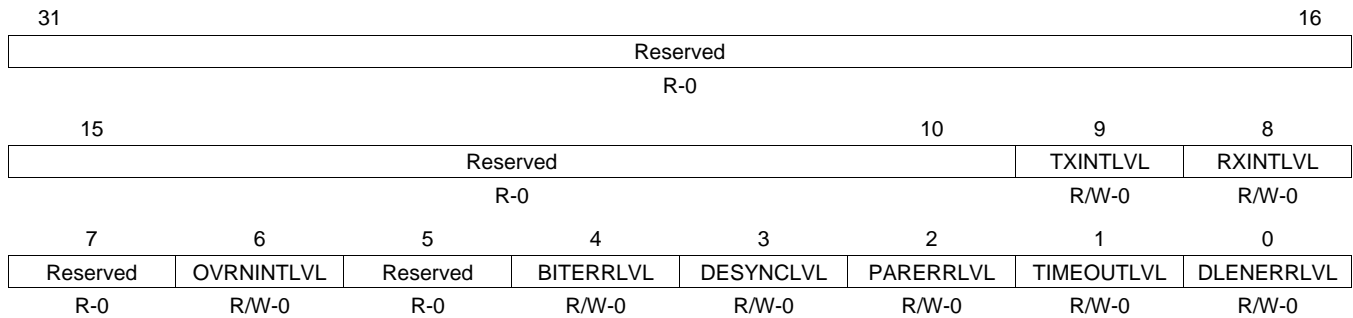 31 16
Reserved
R-0
15 10 9 8
Reserved TXINTLVL RXINTLVL
R-0 R/W-0 R/W-0
7 6 5 4 3 2 1 0
Reserved OVRNINTLVL Reserved BITERRLVL DESYNCLVL PARERRLVL TIMEOUTLVL DLENERRLVL
R-0 R/W-0 R-0 R/W-0 R/W-0 R/W-0 R/W-0 R/W-0